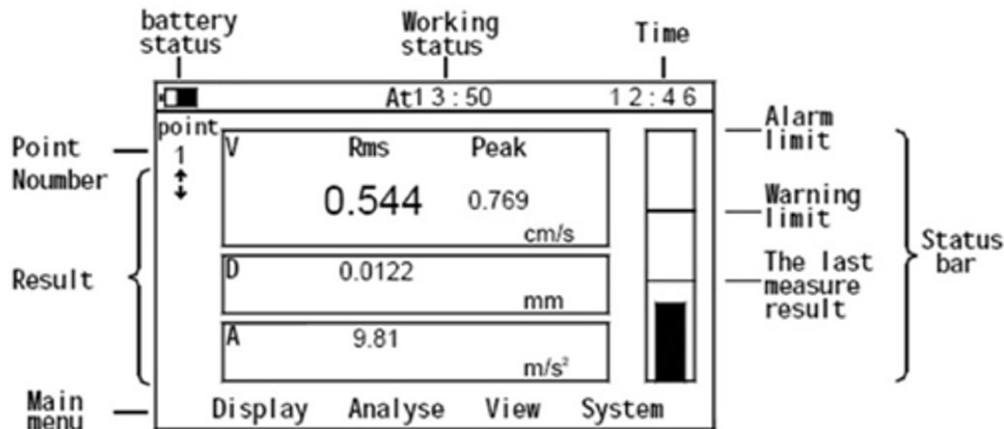 battery
status
Working
status
Time
At13:50
12:46
Point
Noumber
Result
Main
menu
point
1
V Rms Peak
0.544 0.769
cm/s
D 0.0122
mm
A 9.81
m/s²
Display Analyse View System
Alarm
limit
Warning
limit
The last
measure
result
Status
bar